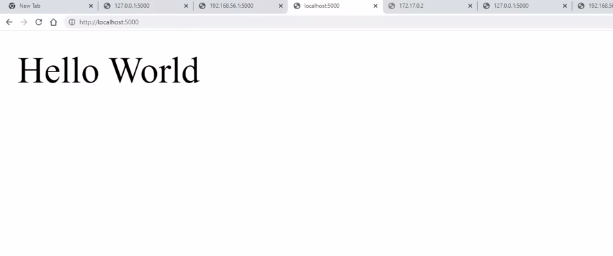 New Tab
127.0.0.1:5000
192.168.56.1:5000
localhost:5000
172.17.0.2
127.0.0.1:5000
192.168.56
http://localhost:5000
Hello World